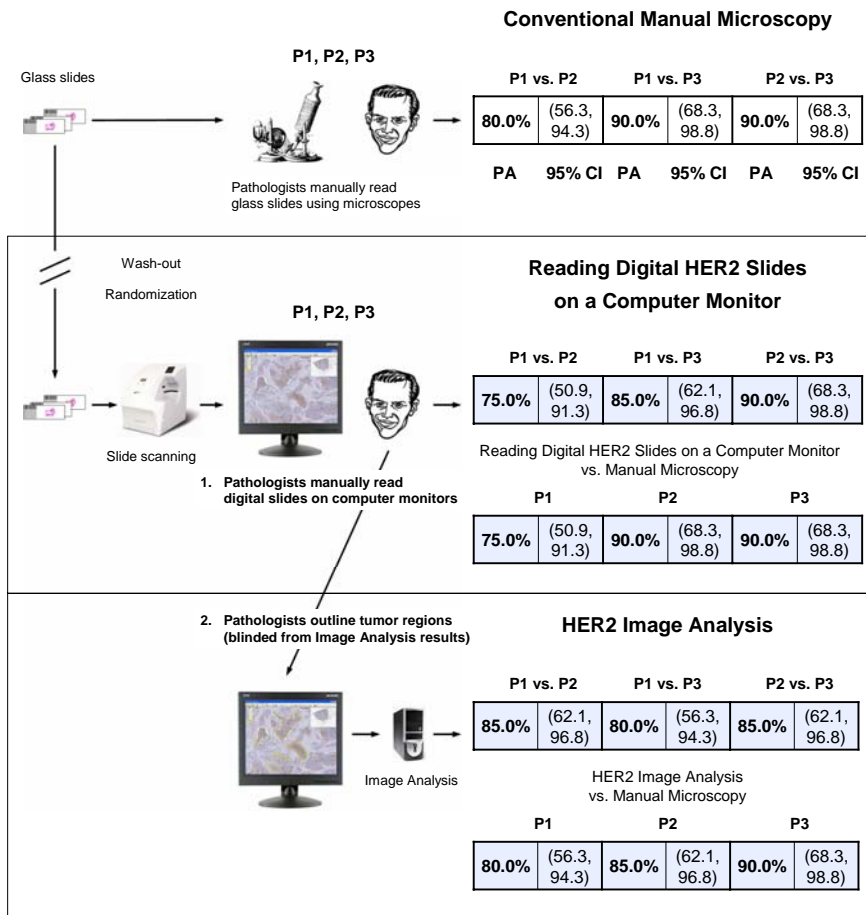 Conventional Manual Microscopy
P1, P2, P3
Glass slides
P1 vs. P2 P1 vs. P3 P2 vs. P3
80.0% (56.3, 94.3) 90.0% (68.3, 98.8) 90.0% (68.3, 98.8)
PA 95% CI PA 95% CI PA 95% CI
Pathologists manually read
glass slides using microscopes
Wash-out
Randomization
Reading Digital HER2 Slides
on a Computer Monitor
P1, P2, P3
P1 vs. P2 P1 vs. P3 P2 vs. P3
75.0% (50.9, 91.3) 85.0% (62.1, 96.8) 90.0% (68.3, 98.8)
Slide scanning
1. Pathologists manually read
digital slides on computer monitors
Reading Digital HER2 Slides on a Computer Monitor
vs. Manual Microscopy
P1 P2 P3
75.0% (50.9, 91.3) 90.0% (68.3, 98.8) 90.0% (68.3, 98.8)
2. Pathologists outline tumor regions
(blinded from Image Analysis results)
HER2 Image Analysis
P1 vs. P2 P1 vs. P3 P2 vs. P3
85.0% (62.1, 96.8) 80.0% (56.3, 94.3) 85.0% (62.1, 96.8)
Image Analysis
HER2 Image Analysis
vs. Manual Microscopy
P1 P2 P3
80.0% (56.3, 94.3) 85.0% (62.1, 96.8) 90.0% (68.3, 98.8)